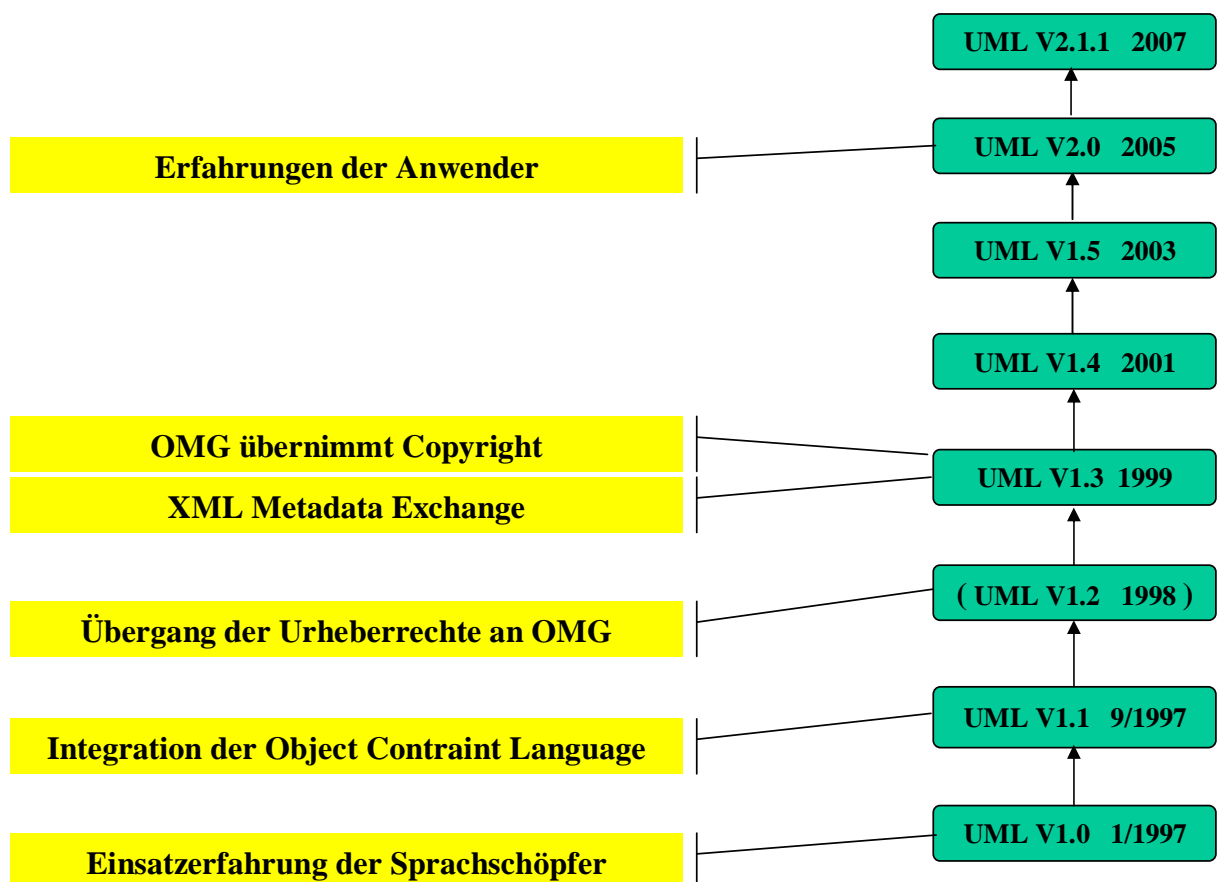 UML V2.1.1 2007
Erfahrungen der Anwender
UML V2.0 2005
UML V1.5 2003
UML V1.4 2001
OMG übernimmt Copyright
XML Metadata Exchange
UML V1.3 1999
( UML V1.2 1998 )
Übergang der Urheberrechte an OMG
UML V1.1 9/1997
Integration der Object Contraint Language
UML V1.0 1/1997
Einsatzerfahrung der Sprachschöpfer